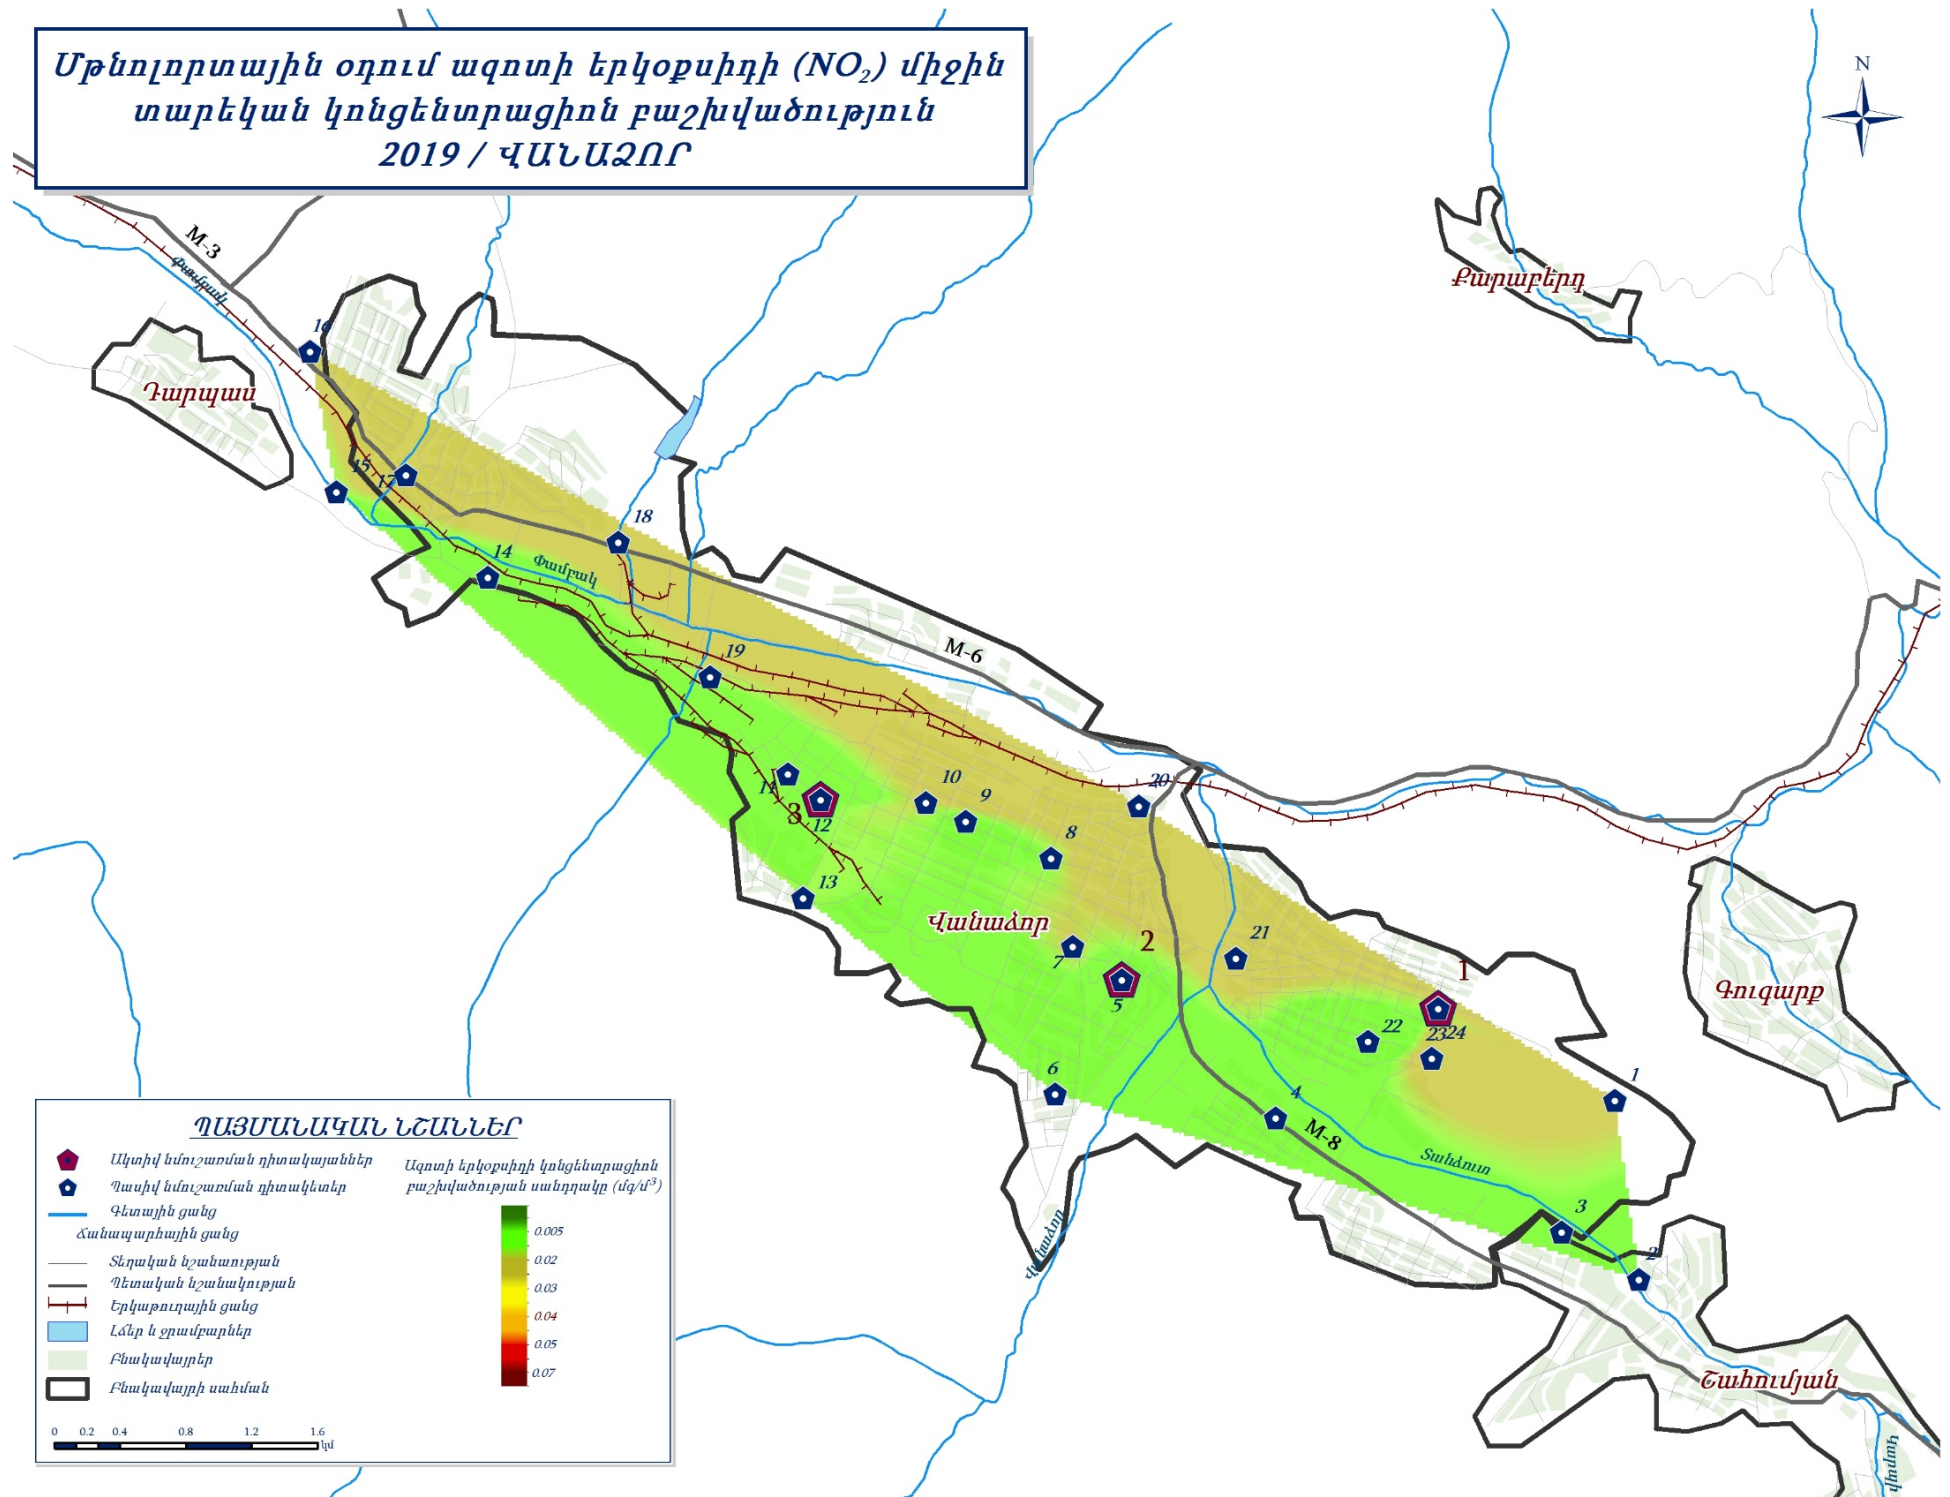 Մթնոլորտային օդում ազոտի երկօքսիդի (NO₂) միջին
տարեկան կոնցենտրացիոն բաշխվածություն
2019 / ՎԱՆԱՁՈՐ
N
M-3
Փամբակ
Քարաբերդ
16
Դարպաս
15
17
18
14
Փամբակ
19
M-6
11
3
12
10
9
20
8
13
Վանաձոր
2
21
7
5
1
Գուգարք
22
23
24
6
4
1
M-8
Տանձուտ
3
2
Վանաձոր
Շահումյան
ՊԱՅՄԱՆԱԿԱՆ ՆՇԱՆՆԵՐ
Ակտիվ նմուշառման դիտակայաններ
Պասիվ նմուշառման դիտակետեր
Գետային ցանց
Ճանապարհային ցանց
Տեղական նշանաության
Պետական նշանակության
Երկաթուղային ցանց
Լճեր և ջրամբարներ
Բնակավայրեր
Բնակավայրի սահման
Ազոտի երկօքսիդի կոնցենտրացիոն
բաշխվածության սանդղակը (մգ/մ³)
0.005
0.02
0.03
0.04
0.05
0.07
0 0.2 0.4 0.8 1.2 1.6
կմ